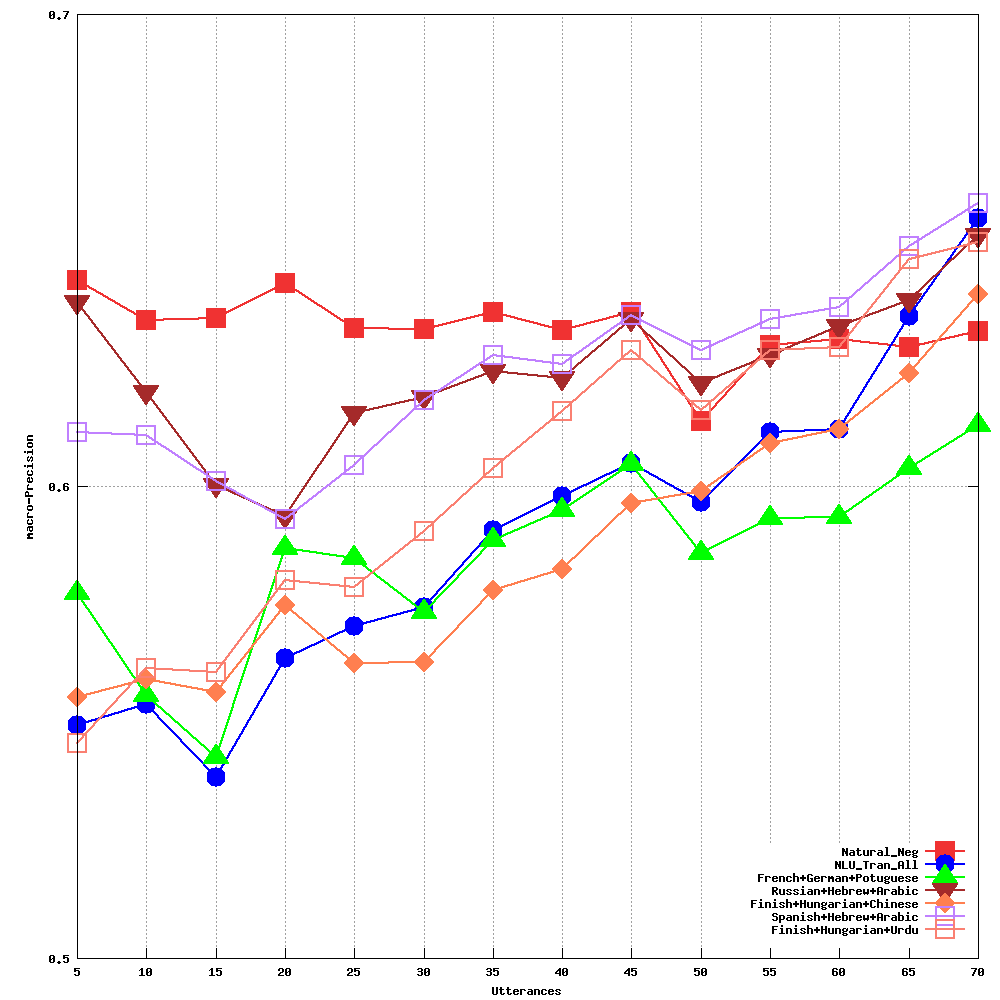 0.7
0.6
0.5
macro-Precision
5 10 15 20 25 30 35 40 45 50 55 60 65 70
Utterances
Natural_Neg
NLU_Tran_All
French+German+Potuguese
Russian+Hebrew+Arabic
Finish+Hungarian+Chinese
Spanish+Hebrew+Arabic
Finish+Hungarian+Urdu